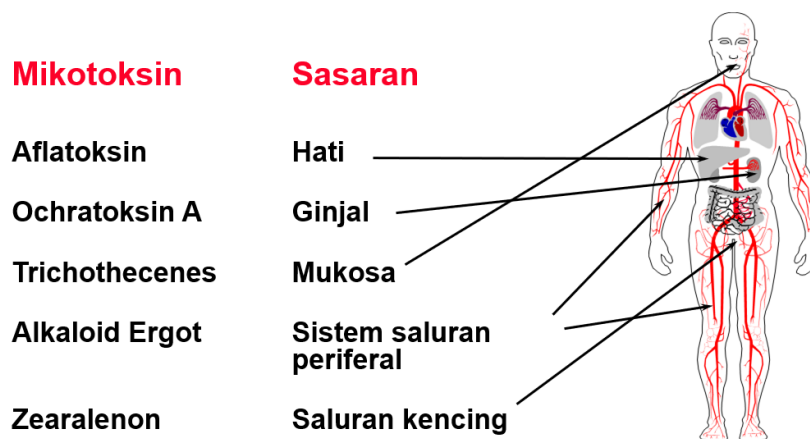 Mikotoksin Sasaran
Aflatoksin Hati
Ochratoksin A Ginjal
Trichothecenes Mukosa
Alkaloid Ergot Sistem saluran
periferal
Zearalenon Saluran kencing